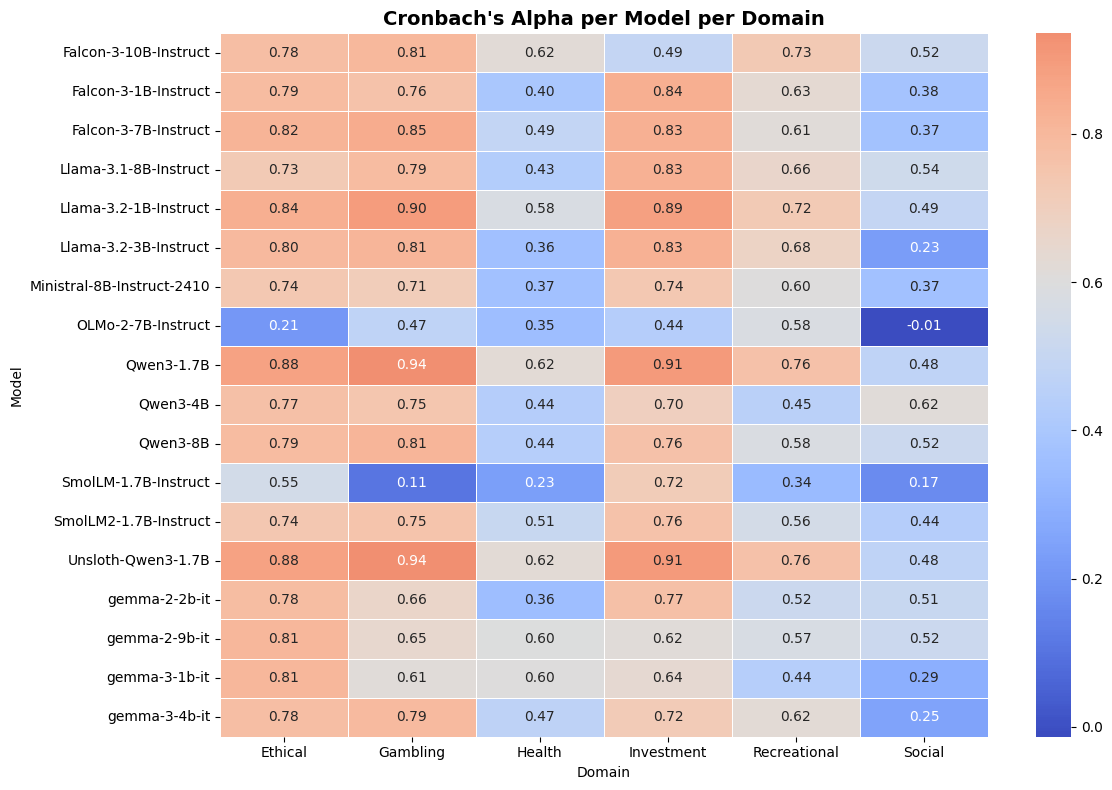 Cronbach's Alpha per Model per Domain
Falcon-3-10B-Instruct 0.78 0.81 0.62 0.49 0.73 0.52
Falcon-3-1B-Instruct 0.79 0.76 0.40 0.84 0.63 0.38
Falcon-3-7B-Instruct 0.82 0.85 0.49 0.83 0.61 0.37
Llama-3.1-8B-Instruct 0.73 0.79 0.43 0.83 0.66 0.54
Llama-3.2-1B-Instruct 0.84 0.90 0.58 0.89 0.72 0.49
Llama-3.2-3B-Instruct 0.80 0.81 0.36 0.83 0.68 0.23
Ministral-8B-Instruct-2410 0.74 0.71 0.37 0.74 0.60 0.37
OLMo-2-7B-Instruct 0.21 0.47 0.35 0.44 0.58 -0.01
Qwen3-1.7B 0.88 0.94 0.62 0.91 0.76 0.48
Qwen3-4B 0.77 0.75 0.44 0.70 0.45 0.62
Qwen3-8B 0.79 0.81 0.44 0.76 0.58 0.52
SmolLM-1.7B-Instruct 0.55 0.11 0.23 0.72 0.34 0.17
SmolLM2-1.7B-Instruct 0.74 0.75 0.51 0.76 0.56 0.44
Unsloth-Qwen3-1.7B 0.88 0.94 0.62 0.91 0.76 0.48
gemma-2-2b-it 0.78 0.66 0.36 0.77 0.52 0.51
gemma-2-9b-it 0.81 0.65 0.60 0.62 0.57 0.52
gemma-3-1b-it 0.81 0.61 0.60 0.64 0.44 0.29
gemma-3-4b-it 0.78 0.79 0.47 0.72 0.62 0.25
Ethical Gambling Health Investment Recreational Social
Domain
Model
0.8
0.6
0.4
0.2
0.0